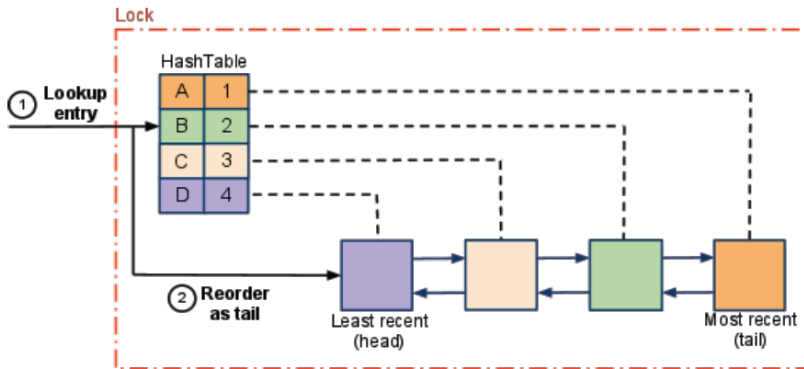 Lock
HashTable
A 1
1 Lookup
entry
B 2
C 3
D 4
2 Reorder
as tail
Least recent
(head)
Most recent
(tail)